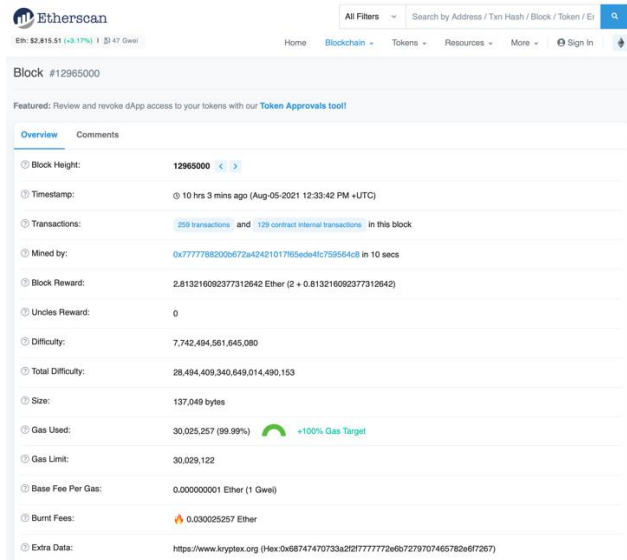 Etherscan
All Filters Search by Address / Txn Hash / Block / Token / En
Eth: $2,815.51 (+3.17%) | 47 Gwei
Home Blockchain Tokens Resources More Sign In
Block #12965000
Featured: Review and revoke dApp access to your tokens with our Token Approvals tool!
Overview Comments
Block Height: 12965000
Timestamp: 10 hrs 3 mins ago (Aug-05-2021 12:33:42 PM +UTC)
Transactions: 259 transactions and 129 contract internal transactions in this block
Mined by: 0x7777788200b672a42421017f65ede4fc759564c8 in 10 secs
Block Reward: 2.813216092377312642 Ether (2 + 0.813216092377312642)
Uncles Reward: 0
Difficulty: 7,742,494,561,645,080
Total Difficulty: 28,494,409,340,649,014,490,153
Size: 137,049 bytes
Gas Used: 30,025,257 (99.99%) +100% Gas Target
Gas Limit: 30,029,122
Base Fee Per Gas: 0.000000001 Ether (1 Gwei)
Burnt Fees: 🔥 0.030025257 Ether
Extra Data: https://www.kryptex.org (Hex:0x68747470733a2f2f7777772e6b7279707465782e6f7267)